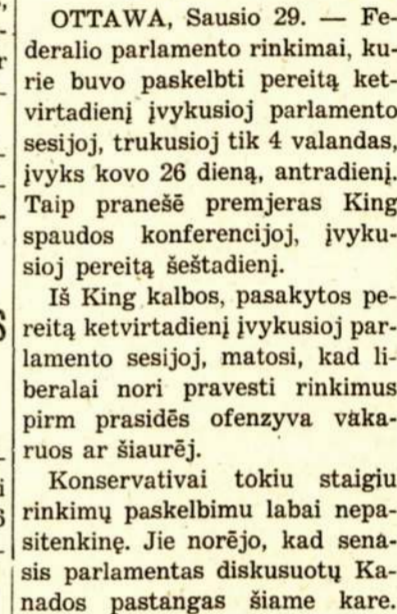 OTTAWA, Sausio 29. — Fe-
deralio parlamento rinkimai, ku-
rie buvo paskelbti pereitą ket-
virtadienį įvykusioj parlamento
sesijoj, trukusioj tik 4 valandas,
įvyks kovo 26 dieną, antradienį.
Taip pranešė premjeras King
spaudos konferencijoj, įvyku-
sioj pereitą šeštadienį.
Iš King kalbos, pasakytos pe-
reitą ketvirtadienį įvykusioj par-
lamento sesijoj, matosi, kad li-
beralai nori pravesti rinkimus
pirm prasidės ofenzyva vaka-
ruos ar šiaurėj.
Konservativai tokiu staigiu
rinkimų paskelbimu labai nepa-
sitenkinę. Jie norėjo, kad sena-
sis parlamentas diskusuotų Ka-
nados pastangas šiame kare.